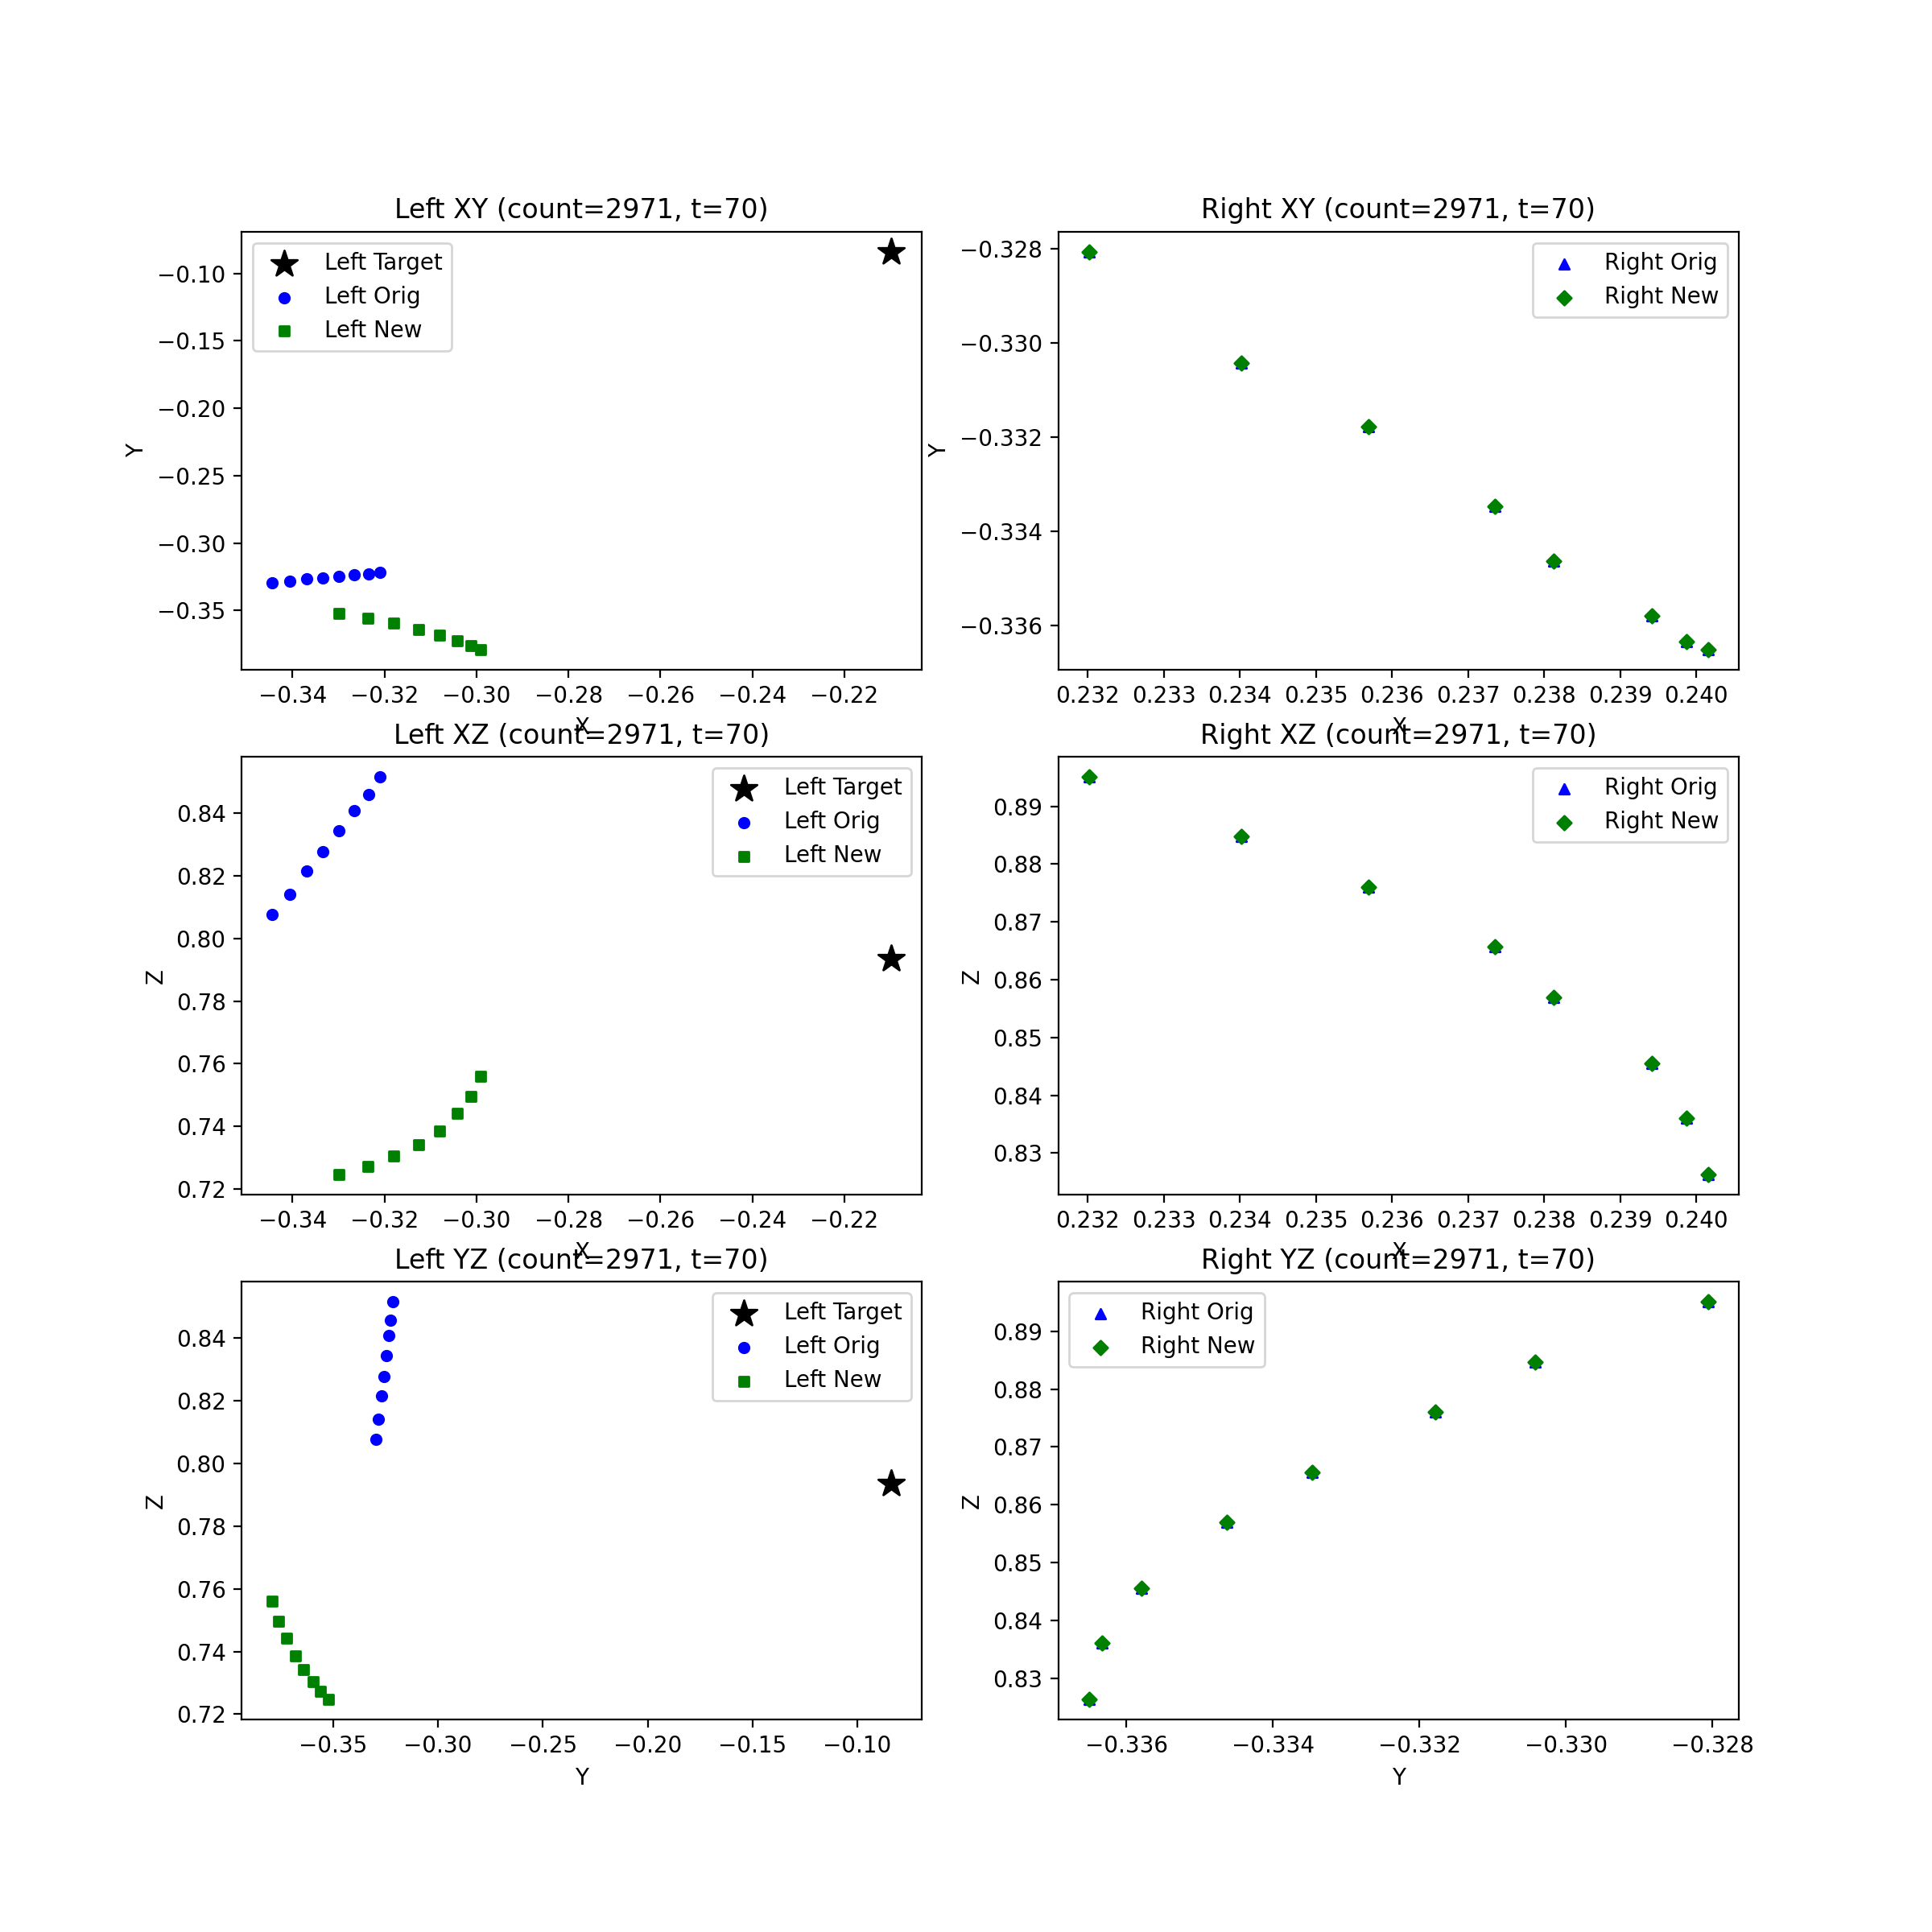 Left XY (count=2971, t=70)
Left Target
Left Orig
Left New
Y
−0.10
−0.15
−0.20
−0.25
−0.30
−0.35
−0.34 −0.32 −0.30 −0.28 −0.26 −0.24 −0.22
X
Right XY (count=2971, t=70)
Right Orig
Right New
Y
−0.328
−0.330
−0.332
−0.334
−0.336
0.232 0.233 0.234 0.235 0.236 0.237 0.238 0.239 0.240
X
Left XZ (count=2971, t=70)
Left Target
Left Orig
Left New
Z
0.84
0.82
0.80
0.78
0.76
0.74
0.72
−0.34 −0.32 −0.30 −0.28 −0.26 −0.24 −0.22
X
Right XZ (count=2971, t=70)
Right Orig
Right New
Z
0.89
0.88
0.87
0.86
0.85
0.84
0.83
0.232 0.233 0.234 0.235 0.236 0.237 0.238 0.239 0.240
X
Left YZ (count=2971, t=70)
Left Target
Left Orig
Left New
Z
0.84
0.82
0.80
0.78
0.76
0.74
0.72
−0.35 −0.30 −0.25 −0.20 −0.15 −0.10
Y
Right YZ (count=2971, t=70)
Right Orig
Right New
Z
0.89
0.88
0.87
0.86
0.85
0.84
0.83
−0.336 −0.334 −0.332 −0.330 −0.328
Y